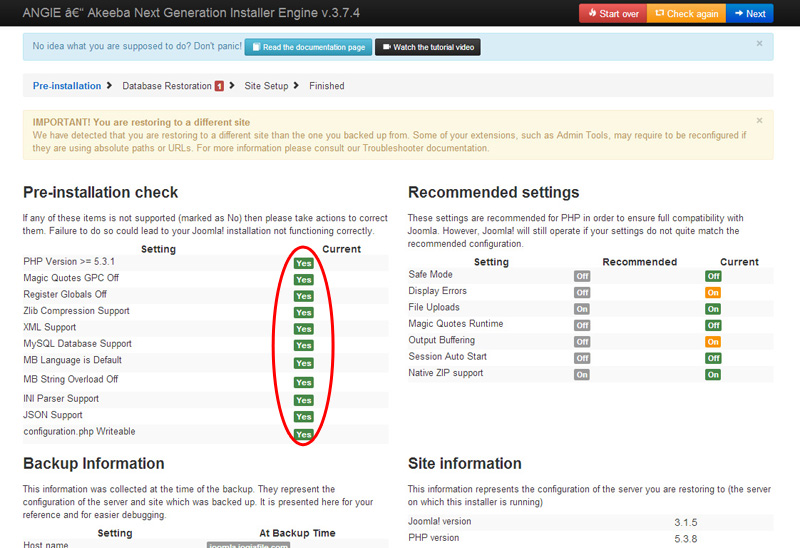 ANGIE â€“ Akeeba Next Generation Installer Engine v.3.7.4
Start over
Check again
Next
No idea what you are supposed to do? Don't panic!
Read the documentation page
Watch the tutorial video
×
Pre-installation
Database Restoration 1
Site Setup
Finished
IMPORTANT! You are restoring to a different site
×
We have detected that you are restoring to a different site than the one you backed up from. Some of your extensions, such as Admin Tools, may require to be reconfigured if
they are using absolute paths or URLs. For more information please consult our Troubleshooter documentation.
Pre-installation check
If any of these items is not supported (marked as No) then please take actions to correct
them. Failure to do so could lead to your Joomla! installation not functioning correctly.
Setting Current
PHP Version >= 5.3.1 Yes
Magic Quotes GPC Off Yes
Register Globals Off Yes
Zlib Compression Support Yes
XML Support Yes
MySQL Database Support Yes
MB Language is Default Yes
MB String Overload Off Yes
INI Parser Support Yes
JSON Support Yes
configuration.php Writeable Yes
Recommended settings
These settings are recommended for PHP in order to ensure full compatibility with
Joomla. However, Joomla! will still operate if your settings do not quite match the
recommended configuration.
Setting Recommended Current
Safe Mode Off Off
Display Errors Off On
File Uploads Off On
Magic Quotes Runtime Off Off
Output Buffering Off On
Session Auto Start Off Off
Native ZIP support On On
Backup Information
This information was collected at the time of the backup. They represent the
configuration of the server and site which was backed up. It is presented here for your
reference and for easier debugging.
Setting At Backup Time
Host name joomla.loginfile.com
Site information
This information represents the configuration of the server you are restoring to (the server
on which this installer is running)
Joomla! version 3.1.5
PHP version 5.3.8